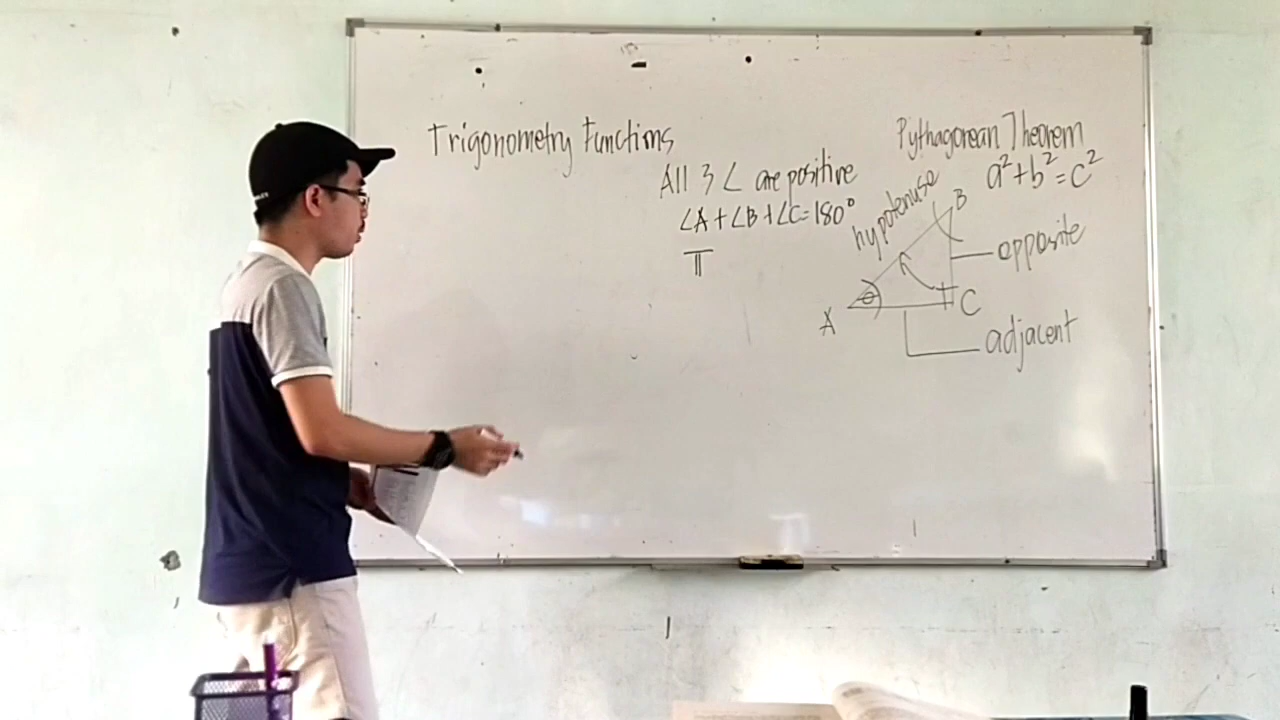 Trigonometry Functions
All 3 ∠ are positive
∠A + ∠B + ∠C = 180°
π
Pythagorean Theorem
a² + b² = c²
hypotenuse
B
opposite
θ
A
C
adjacent